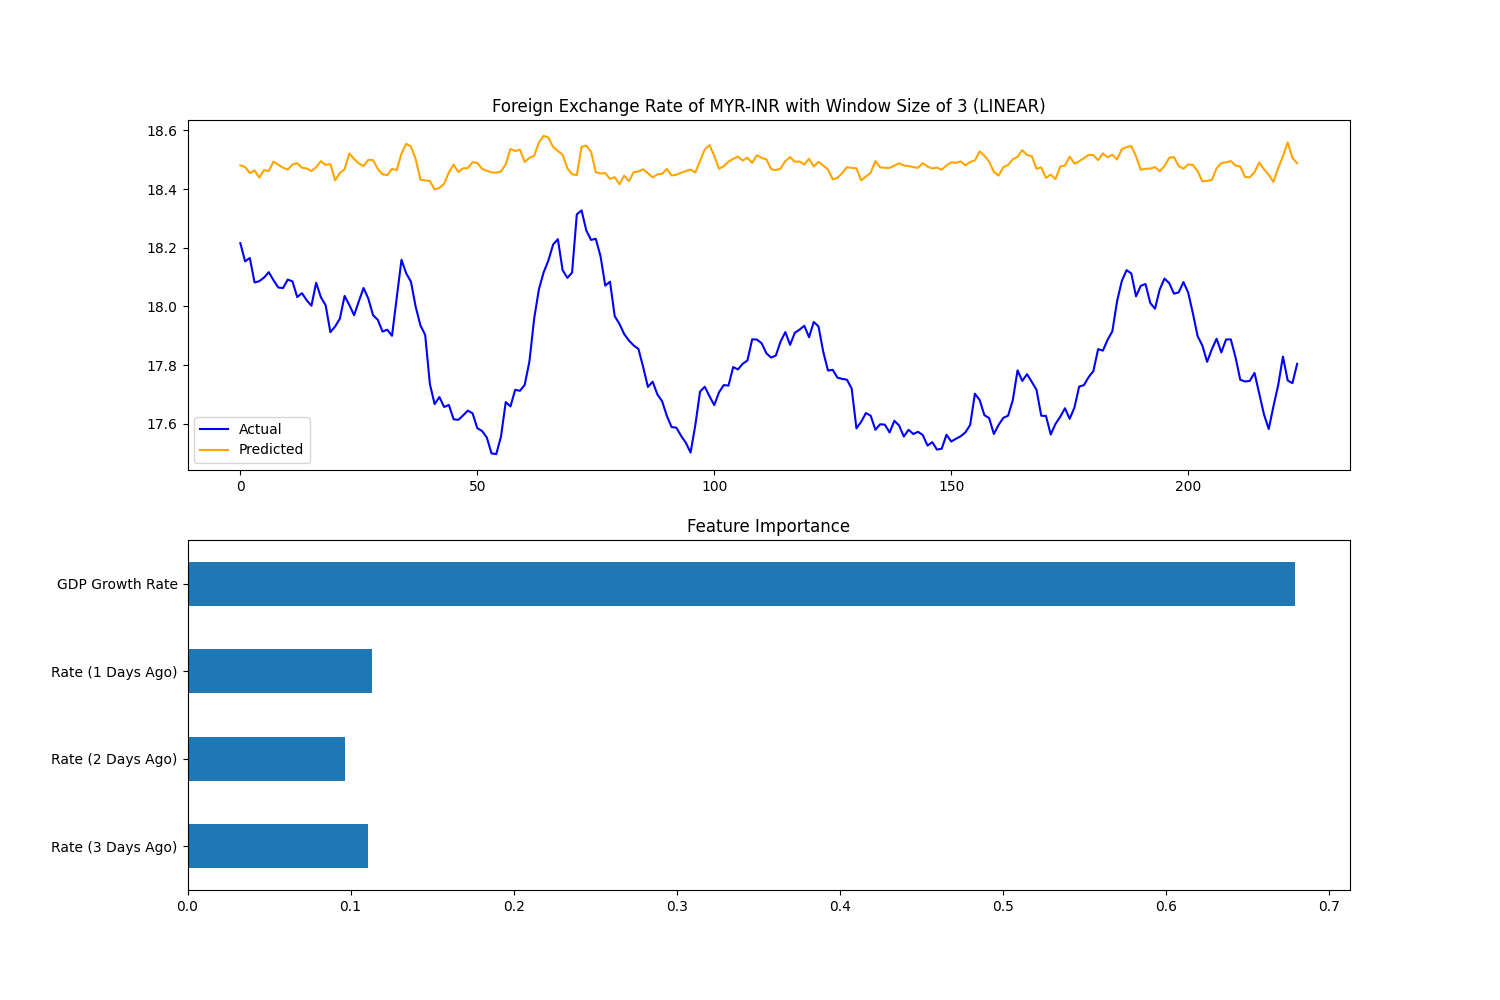 Foreign Exchange Rate of MYR-INR with Window Size of 3 (LINEAR)
18.6
18.4
18.2
18.0
17.8
17.6
Actual
Predicted
0 50 100 150 200
Feature Importance
GDP Growth Rate
Rate (1 Days Ago)
Rate (2 Days Ago)
Rate (3 Days Ago)
0.0 0.1 0.2 0.3 0.4 0.5 0.6 0.7